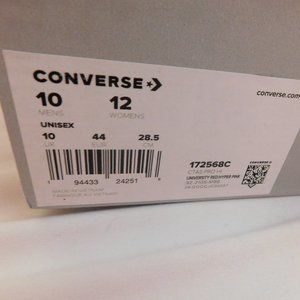 CONVERSE
converse.com
10 12
MENS WOMENS
UNISEX
10 44 28.5
UK EUR CM
172568C
CTAS PRO HI
UNIVERSITY RED/HYPER PINK
1 94433 24251
MADE IN VIETNAM